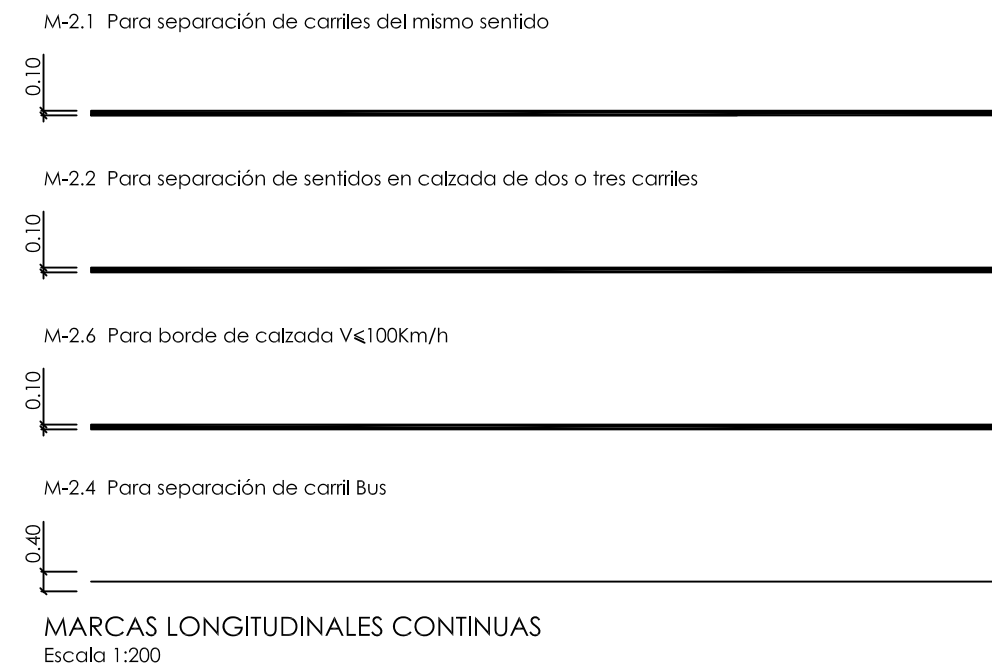 M-2.1 Para separación de carriles del mismo sentido
0.10
M-2.2 Para separación de sentidos en calzada de dos o tres carriles
0.10
M-2.6 Para borde de calzada V⩽100Km/h
0.10
M-2.4 Para separación de carril Bus
0.40
MARCAS LONGITUDINALES CONTINUAS
Escala 1:200